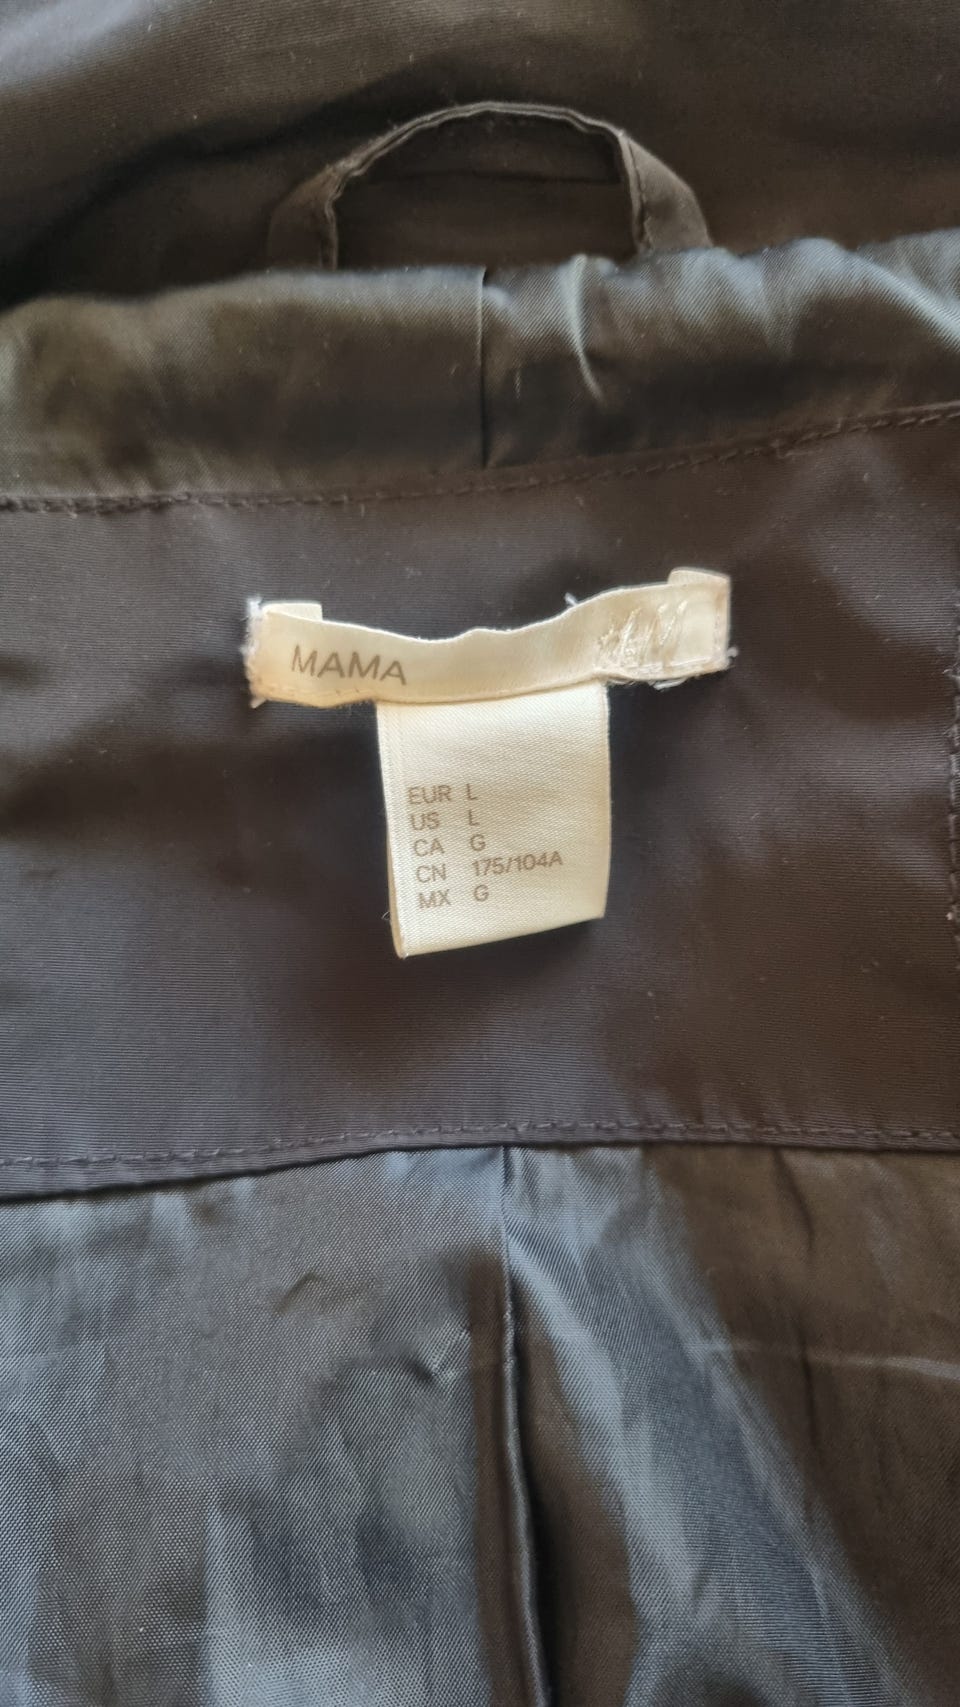 MAMA
EUR L
US L
CA G
CN 175/104A
MX G